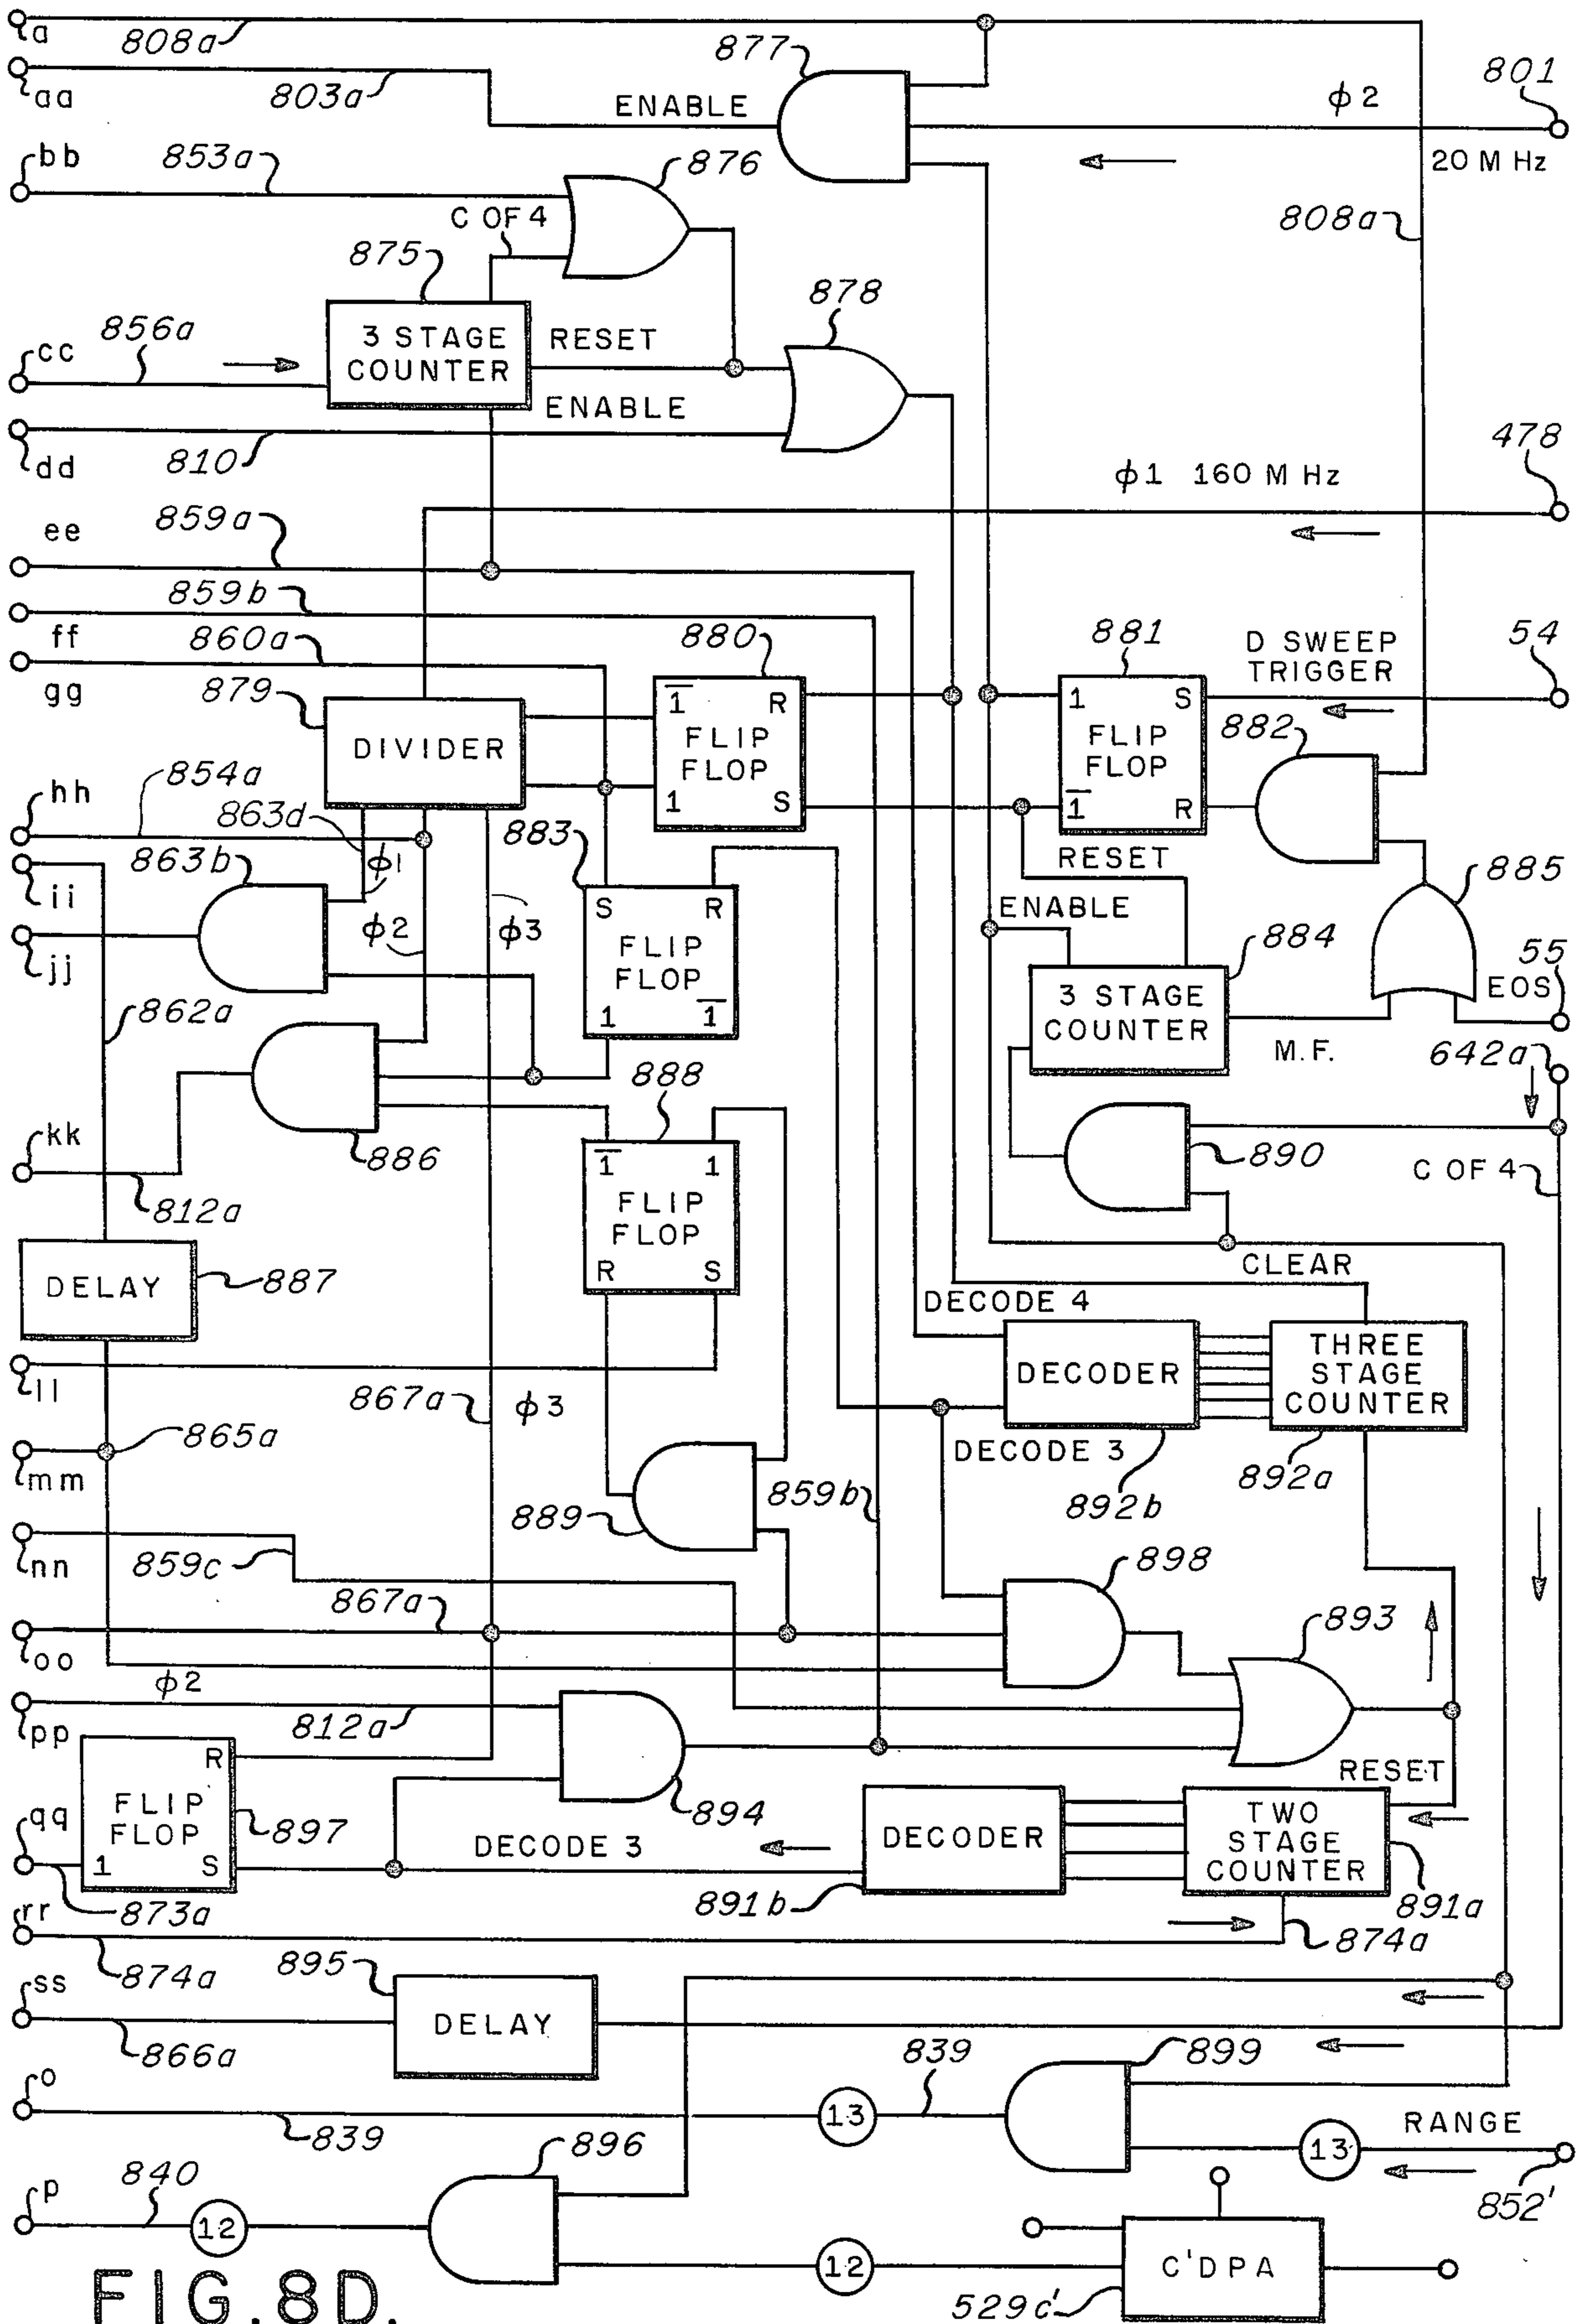 a
808a
877
801
aa
803a
ENABLE
φ2
bb
853a
876
20 MHz
C OF 4
808a
875
878
856a
3 STAGE
COUNTER
RESET
cc
ENABLE
dd
810
478
φ1 160 MHz
ee
859a
859b
ff
860a
880
881
D SWEEP
TRIGGER
54
gg
879
1̅ R
FLIP
FLOP
1 S
1 S
FLIP
FLOP
1̅ R
882
DIVIDER
hh
854a
863d
883
RESET
863b
φ1
885
ii
S R
FLIP
FLOP
1 1̅
ENABLE
φ2
φ3
884
55
jj
EOS
862a
3 STAGE
COUNTER
M.F.
642a
888
kk
886
1̅ 1
FLIP
FLOP
R S
890
C OF 4
812a
CLEAR
DELAY
887
DECODE 4
THREE
STAGE
COUNTER
DECODER
ll
867a
φ3
865a
DECODE 3
mm
892a
859b
892b
889
nn
859c
898
867a
893
oo
φ2
812a
pp
RESET
R
FLIP
FLOP
1 S
TWO
STAGE
COUNTER
894
qq
897
DECODE 3
DECODER
873a
891b
891a
rr
874a
874a
895
ss
DELAY
866a
899
839
o
13
RANGE
839
896
13
p
840
852'
12
12
C'DPA
529c'
FIG.8D.